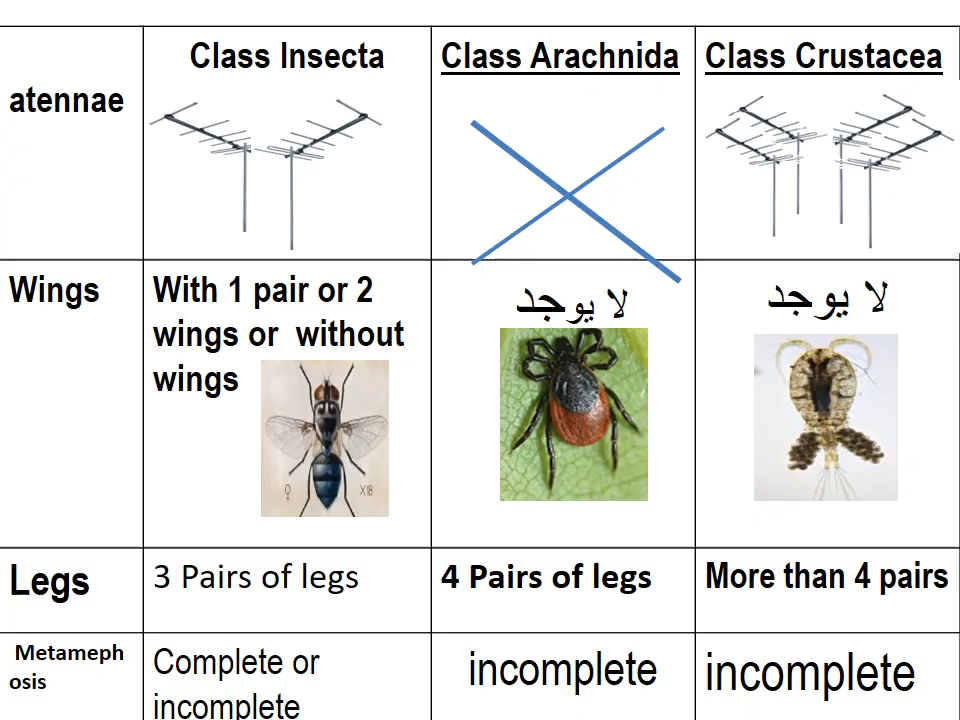 Class Insecta
Class Arachnida
Class Crustacea
atennae
Wings
With 1 pair or 2
wings or without
wings
لا يوجد
لا يوجد
♀
X18
Legs
3 Pairs of legs
4 Pairs of legs
More than 4 pairs
Metameph
osis
Complete or
incomplete
incomplete
incomplete